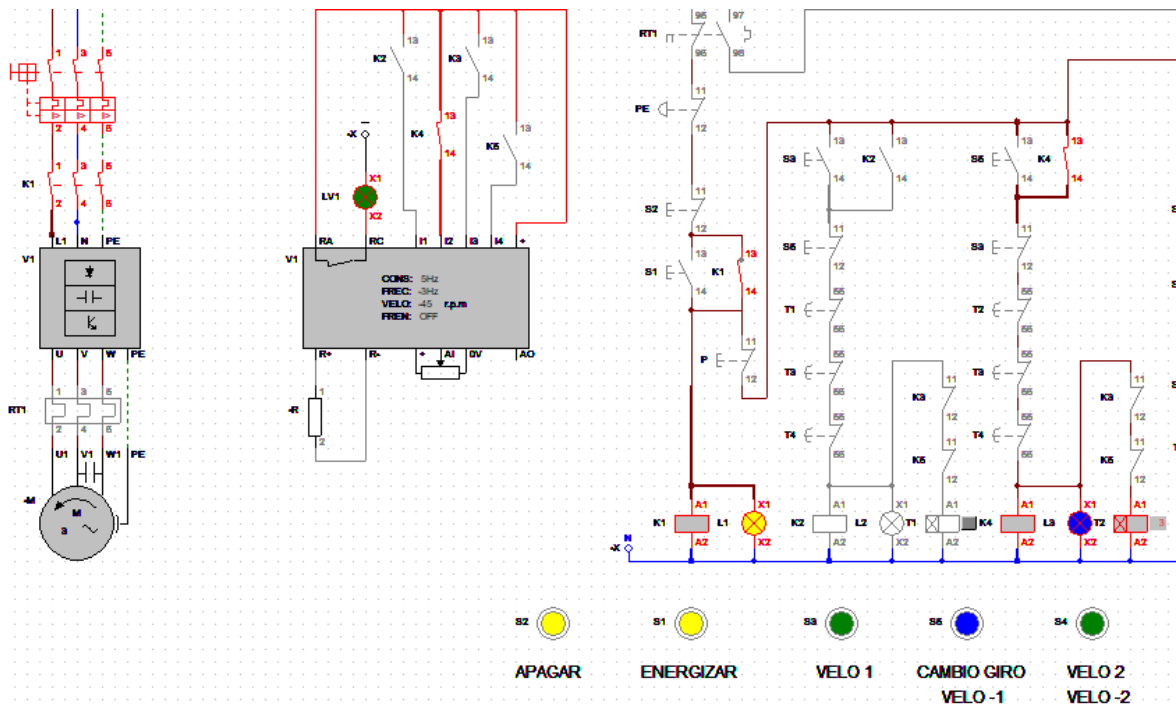 1 3 5
2 4 6
K1
1 3 5
2 4 6
L1 N PE
V1
U V W PE
RT1
1 3 5
2 4 6
U1 V1 W1 PE
-M
M
3
K2
13
14
K3
13
14
K4
13
14
K5
13
14
-X
LV1
X1
X2
RA RC I1 I2 I3 I4 +
V1
CONS: 5Hz
FREC: -3Hz
VELO: -45 r.p.m
FREN: OFF
R+ R- + AI 0V AO
-R
1
2
RT1
95 97
96 98
PE
11
12
S2
11
12
S1
13
14
K1
13
14
P
11
12
S3
13
14
K2
13
14
S5
13
14
K4
13
14
S5
11
12
S3
11
12
T1
55
56
T2
55
56
T3
55
56
T3
55
56
T4
55
56
T4
55
56
K3
11
12
K5
11
12
K3
11
12
K5
11
12
K1 A1 A2
L1 X1 X2
K2 A1 A2
L2 X1 X2
T1 A1 A2
K4 A1 A2
L3 X1 X2
T2 A1 A2
3
N
-X
S2 S1 S3 S5 S4
APAGAR ENERGIZAR VELO 1 CAMBIO GIRO VELO 2
VELO -1 VELO -2